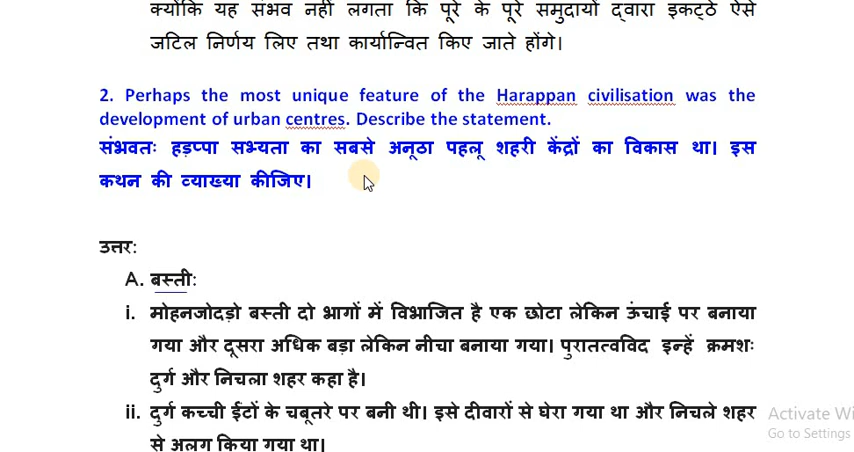 क्योंकि यह संभव नहीं लगता कि पूरे के पूरे समुदायों द्वारा इकट्ठे ऐसे
जटिल निर्णय लिए तथा कार्यान्वित किए जाते होंगे।
2. Perhaps the most unique feature of the Harappan civilisation was the
development of urban centres. Describe the statement.
संभवतः हड़प्पा सभ्यता का सबसे अनूठा पहलू शहरी केंद्रों का विकास था। इस
कथन की व्याख्या कीजिए।
उत्तर:
A. बस्ती:
i. मोहनजोदड़ो बस्ती दो भागों में विभाजित है एक छोटा लेकिन ऊंचाई पर बनाया
गया और दूसरा अधिक बड़ा लेकिन नीचा बनाया गया। पुरातत्वविद इन्हें क्रमशः
दुर्ग और निचला शहर कहा है।
ii. दुर्ग कच्ची ईंटों के चबूतरे पर बनी थी। इसे दीवारों से घेरा गया था और निचले शहर
से अलग किया गया था।
Activate Wi
Go to Settings